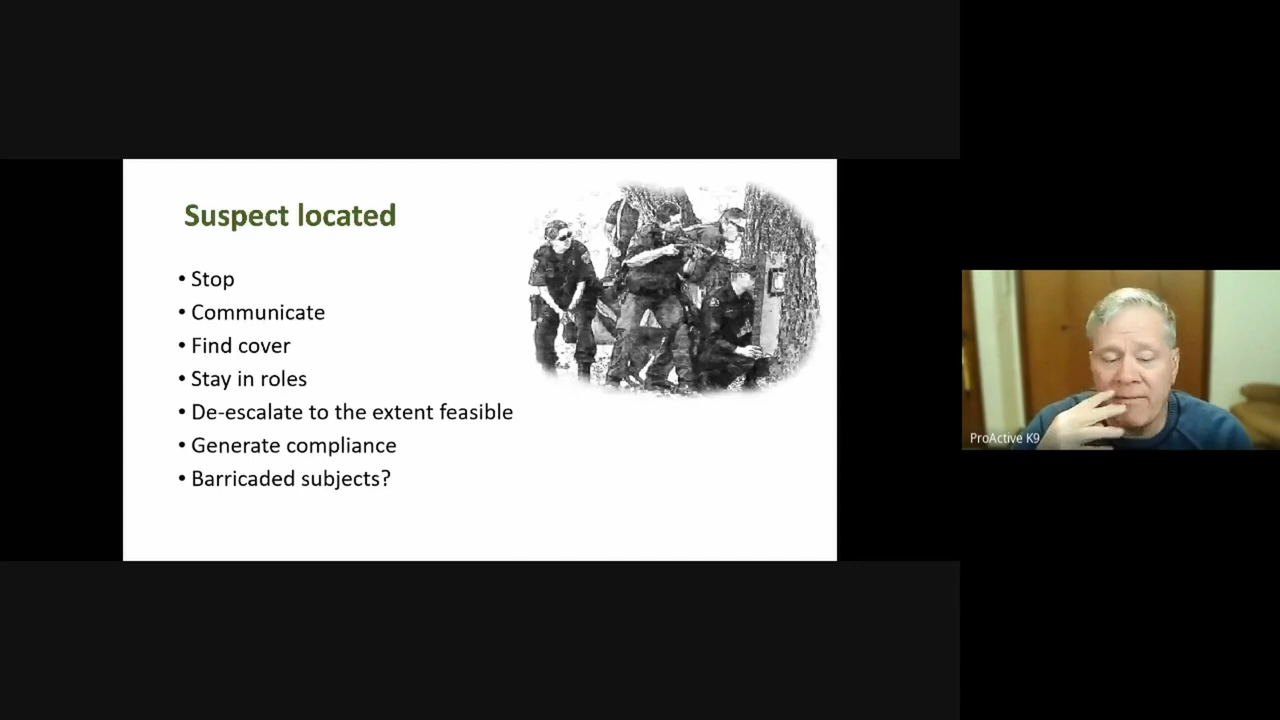 Suspect located
• Stop
• Communicate
• Find cover
• Stay in roles
• De-escalate to the extent feasible
• Generate compliance
• Barricaded subjects?
ProActive K9